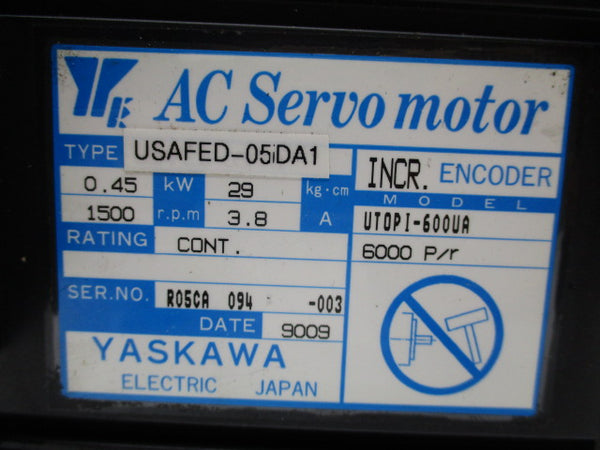 AC Servo motor
TYPE USAFED-05iDA1
0.45 kW 29 kg·cm
1500 r.p.m 3.8 A
RATING CONT.
SER.NO. R05CA 094 -003
DATE 9009
YASKAWA
ELECTRIC JAPAN
INCR. ENCODER
MODEL
UTOPI-600UA
6000 P/r